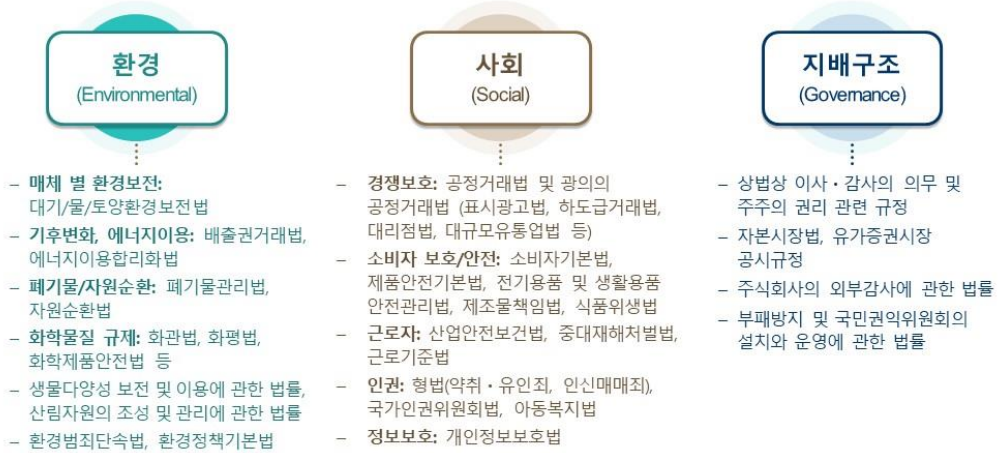 환경
(Environmental)
– 매체 별 환경보전:
대기/물/토양환경보전법
– 기후변화, 에너지이용: 배출권거래법,
에너지이용합리화법
– 폐기물/자원순환: 폐기물관리법,
자원순환법
– 화학물질 규제: 화관법, 화평법,
화학제품안전법 등
– 생물다양성 보전 및 이용에 관한 법률,
산림자원의 조성 및 관리에 관한 법률
– 환경범죄단속법, 환경정책기본법
사회
(Social)
– 경쟁보호: 공정거래법 및 광의의
공정거래법 (표시광고법, 하도급거래법,
대리점법, 대규모유통업법 등)
– 소비자 보호/안전: 소비자기본법,
제품안전기본법, 전기용품 및 생활용품
안전관리법, 제조물책임법, 식품위생법
– 근로자: 산업안전보건법, 중대재해처벌법,
근로기준법
– 인권: 형법(약취・유인죄, 인신매매죄),
국가인권위원회법, 아동복지법
– 정보보호: 개인정보보호법
지배구조
(Governance)
– 상법상 이사・감사의 의무 및
주주의 권리 관련 규정
– 자본시장법, 유가증권시장
공시규정
– 주식회사의 외부감사에 관한 법률
– 부패방지 및 국민권익위원회의
설치와 운영에 관한 법률